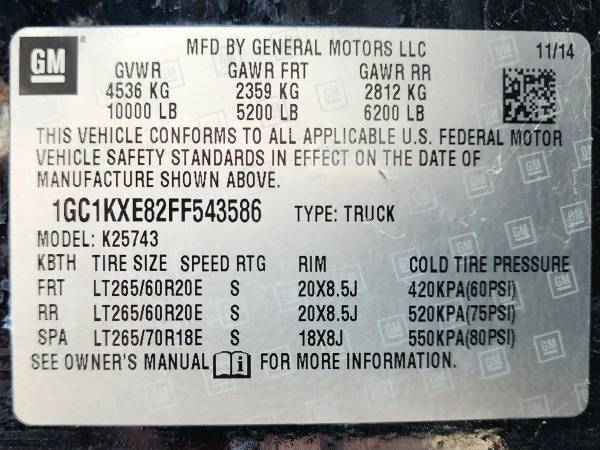 GM ® MFD BY GENERAL MOTORS LLC 11/14
GVWR GAWR FRT GAWR RR
4536 KG 2359 KG 2812 KG
10000 LB 5200 LB 6200 LB
THIS VEHICLE CONFORMS TO ALL APPLICABLE U.S. FEDERAL MOTOR
VEHICLE SAFETY STANDARDS IN EFFECT ON THE DATE OF
MANUFACTURE SHOWN ABOVE.
1GC1KXE82FF543586 TYPE: TRUCK
MODEL: K25743
KBTH TIRE SIZE SPEED RTG RIM COLD TIRE PRESSURE
FRT LT265/60R20E S 20X8.5J 420KPA(60PSI)
RR LT265/60R20E S 20X8.5J 520KPA(75PSI)
SPA LT265/70R18E S 18X8J 550KPA(80PSI)
SEE OWNER'S MANUAL i FOR MORE INFORMATION.